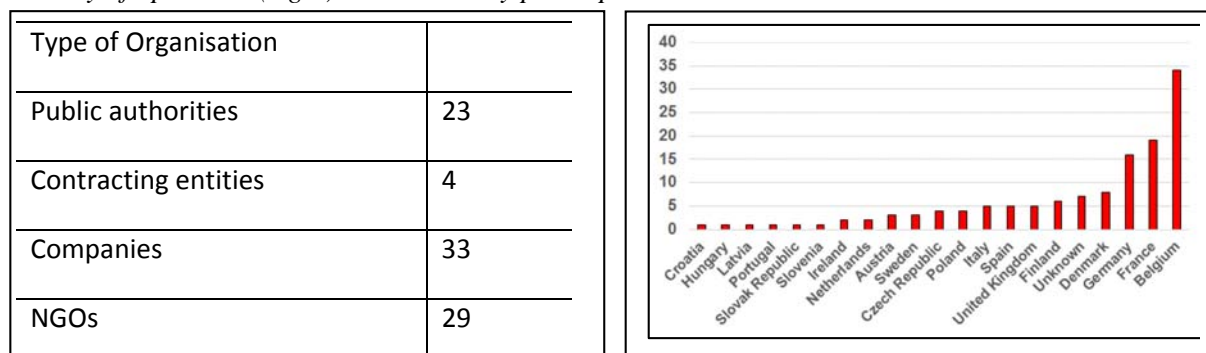 Type of Organisation
Public authorities 23
Contracting entities 4
Companies 33
NGOs 29
40
35
30
25
20
15
10
5
0
Croatia
Hungary
Latvia
Portugal
Slovak Republic
Slovenia
Ireland
Netherlands
Austria
Sweden
Czech Republic
Poland
Italy
Spain
United Kingdom
Finland
Unknown
Denmark
Germany
France
Belgium